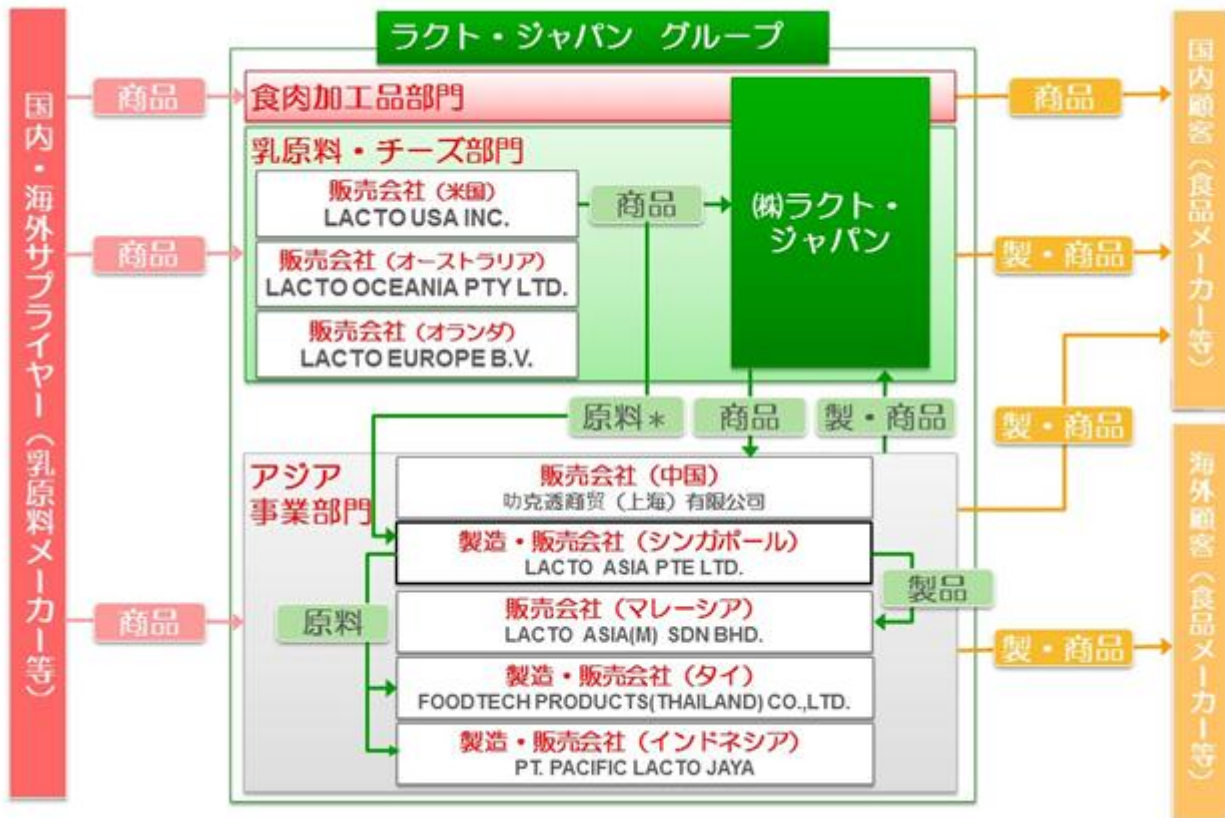 ラクト・ジャパン グループ
国内・海外サプライヤー（乳原料メーカー等）
商品
食肉加工品部門
商品
国内顧客（食品メーカー等）
乳原料・チーズ部門
販売会社（米国）
LACTO USA INC.
商品
㈱ラクト・
ジャパン
商品
販売会社（オーストラリア）
LACTO OCEANIA PTY LTD.
製・商品
販売会社（オランダ）
LACTO EUROPE B.V.
原料＊
商品
製・商品
製・商品
アジア
事業部門
販売会社（中国）
叻克透商贸（上海）有限公司
海外顧客（食品メーカー等）
製造・販売会社（シンガポール）
LACTO ASIA PTE LTD.
製品
商品
原料
販売会社（マレーシア）
LACTO ASIA(M) SDN BHD.
製・商品
製造・販売会社（タイ）
FOODTECH PRODUCTS(THAILAND) CO.,LTD.
製造・販売会社（インドネシア）
PT. PACIFIC LACTO JAYA